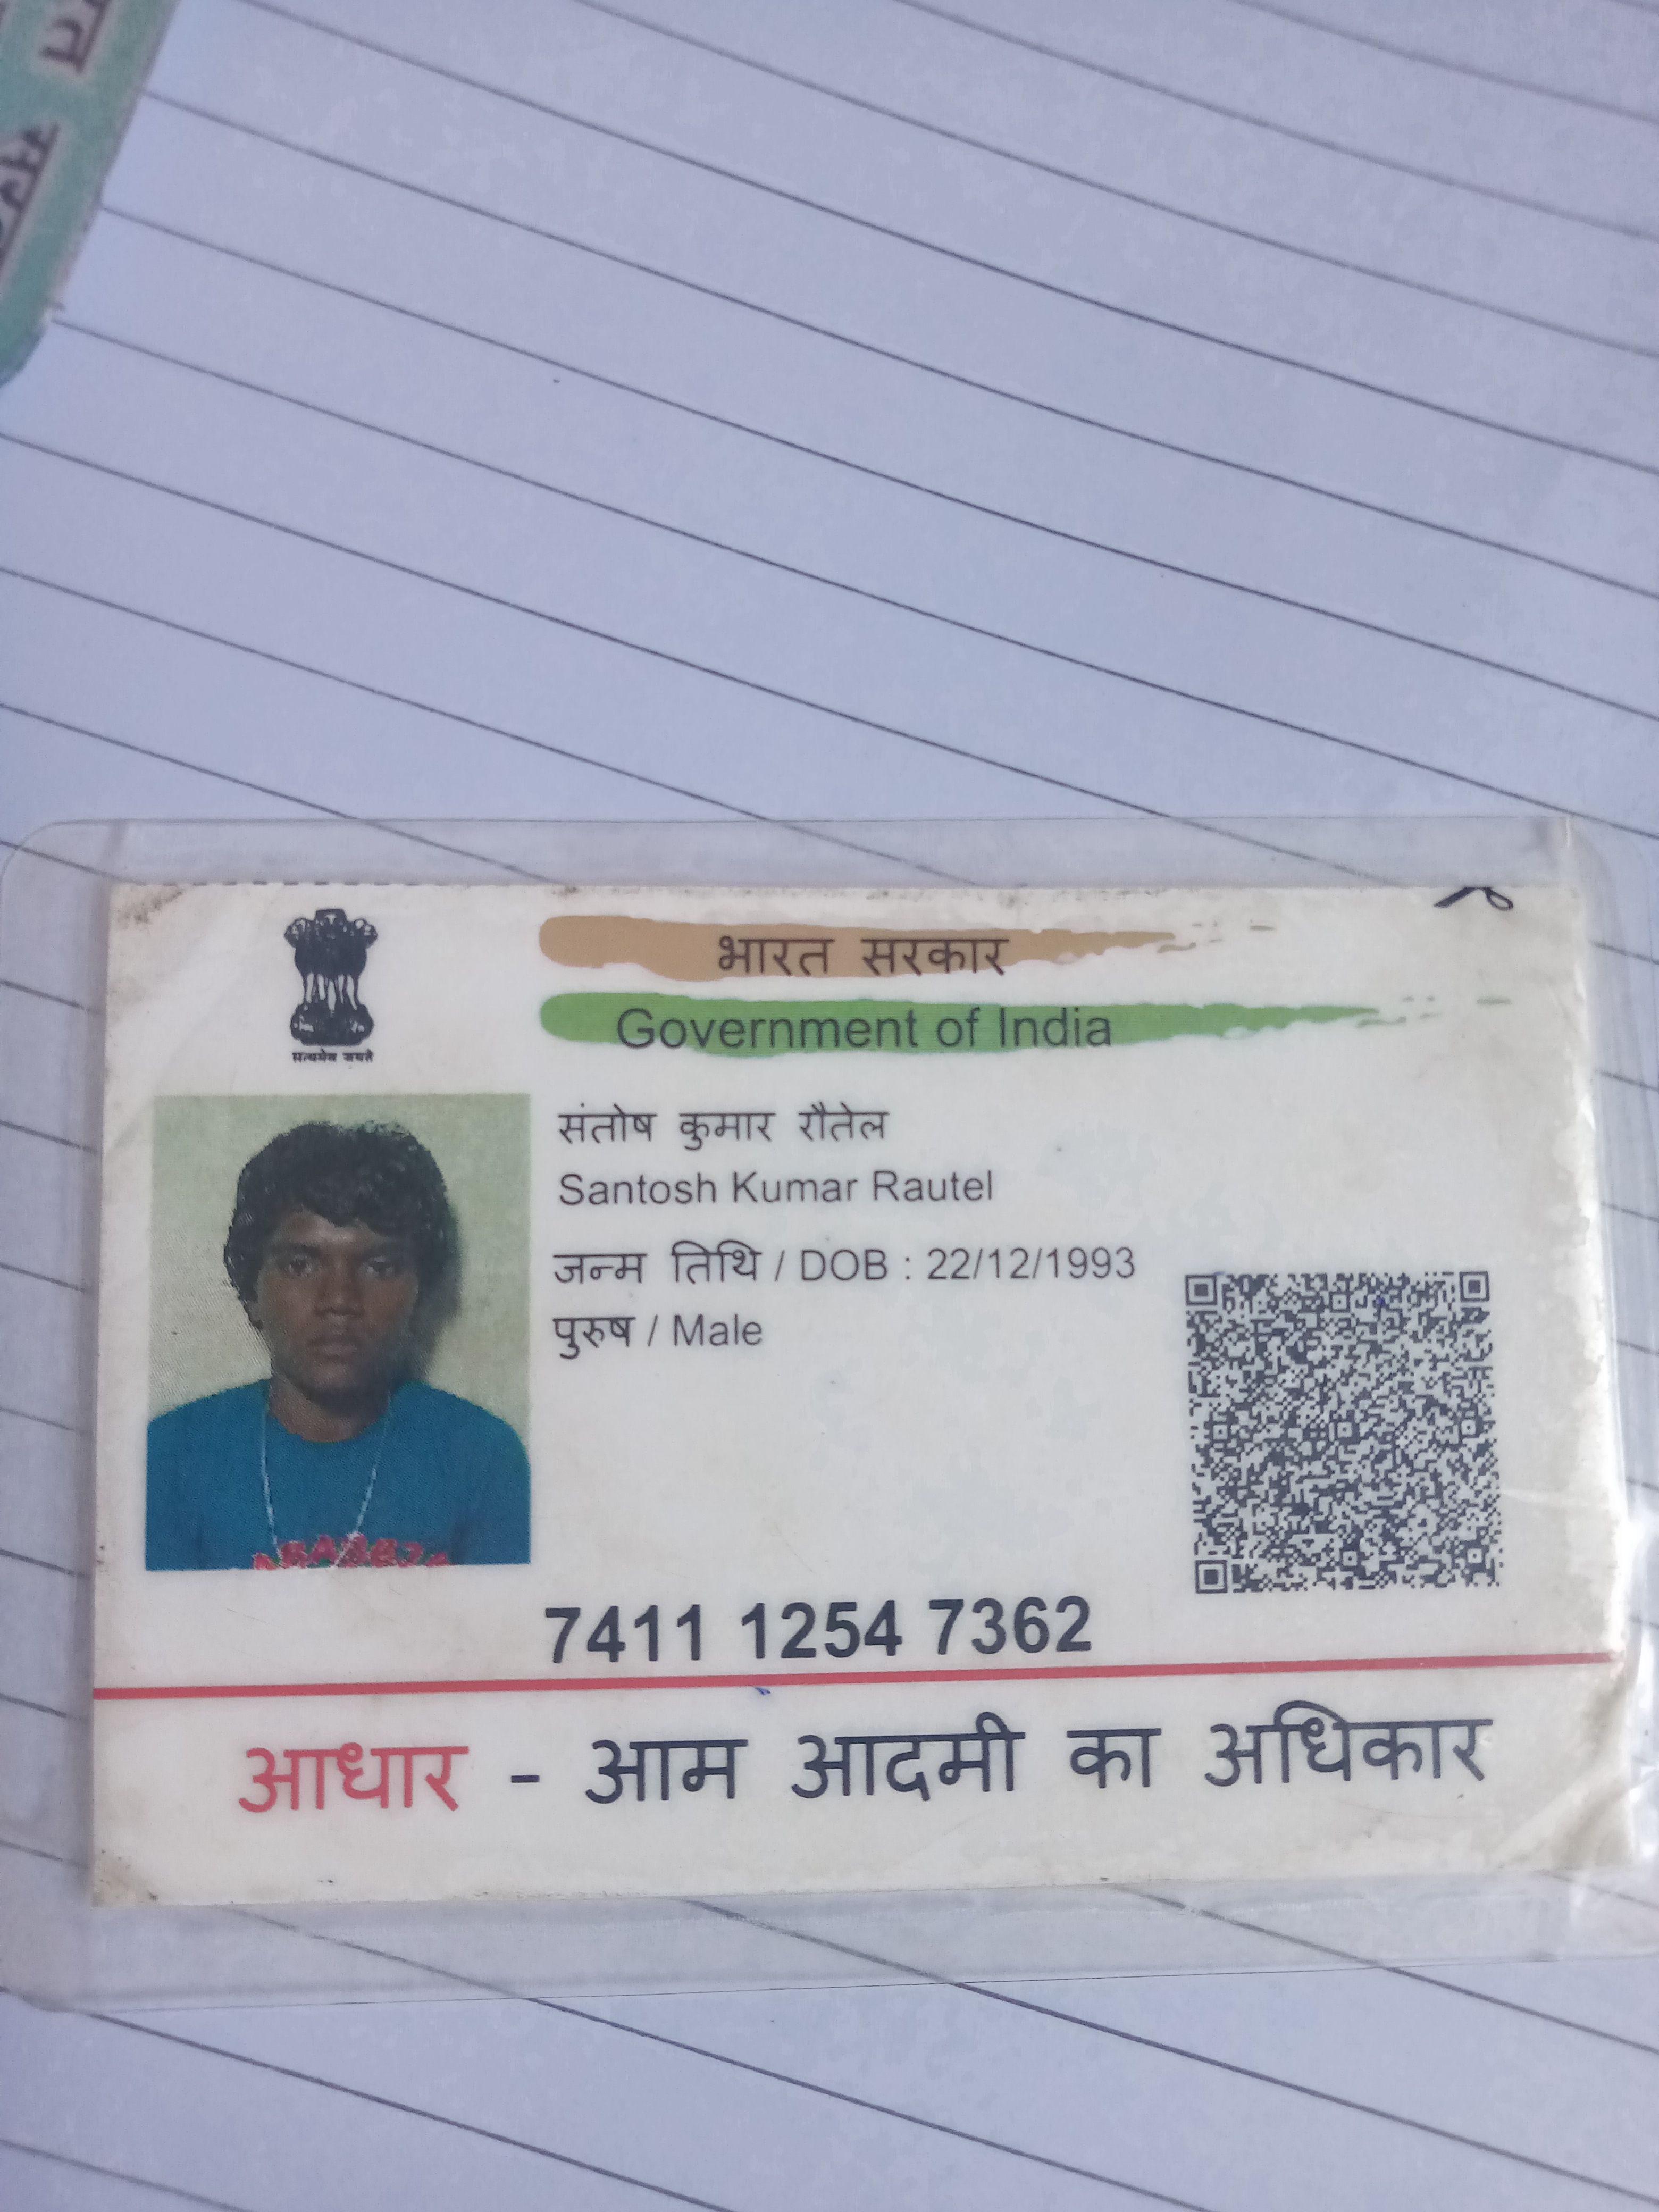 भारत सरकार
Government of India
सत्यमेव जयते
संतोष कुमार रौतेल
Santosh Kumar Rautel
जन्म तिथि / DOB : 22/12/1993
पुरुष / Male
7411 1254 7362
आधार - आम आदमी का अधिकार